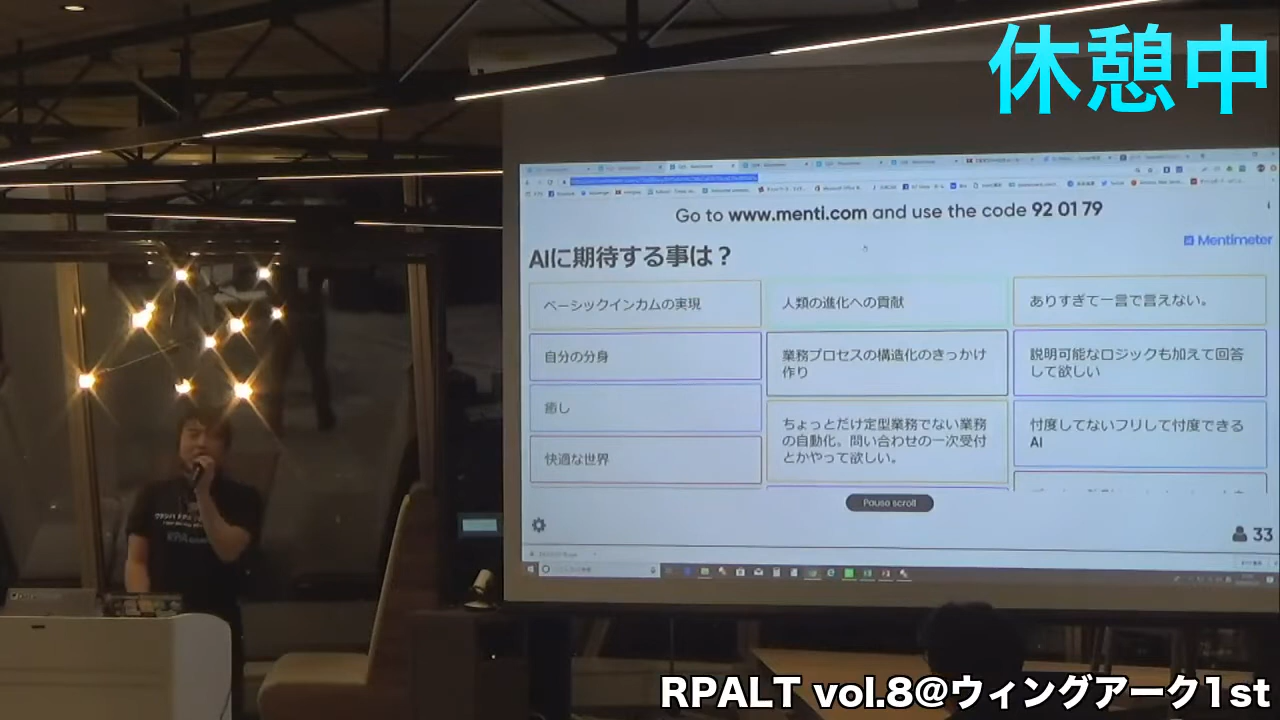 休憩中
Go to www.menti.com and use the code 92 01 79
Mentimeter
AIに期待する事は？
ベーシックインカムの実現
人類の進化への貢献
ありすぎて一言で言えない。
自分の分身
業務プロセスの構造化のきっかけ
作り
説明可能なロジックも加えて回答
して欲しい
癒し
ちょっとだけ定型業務でない業務
の自動化。問い合わせの一次受付
とかやって欲しい。
忖度してないフリして忖度できる
AI
快適な世界
Pause scroll
33
RPA
RPALT vol.8@ウィングアーク1st